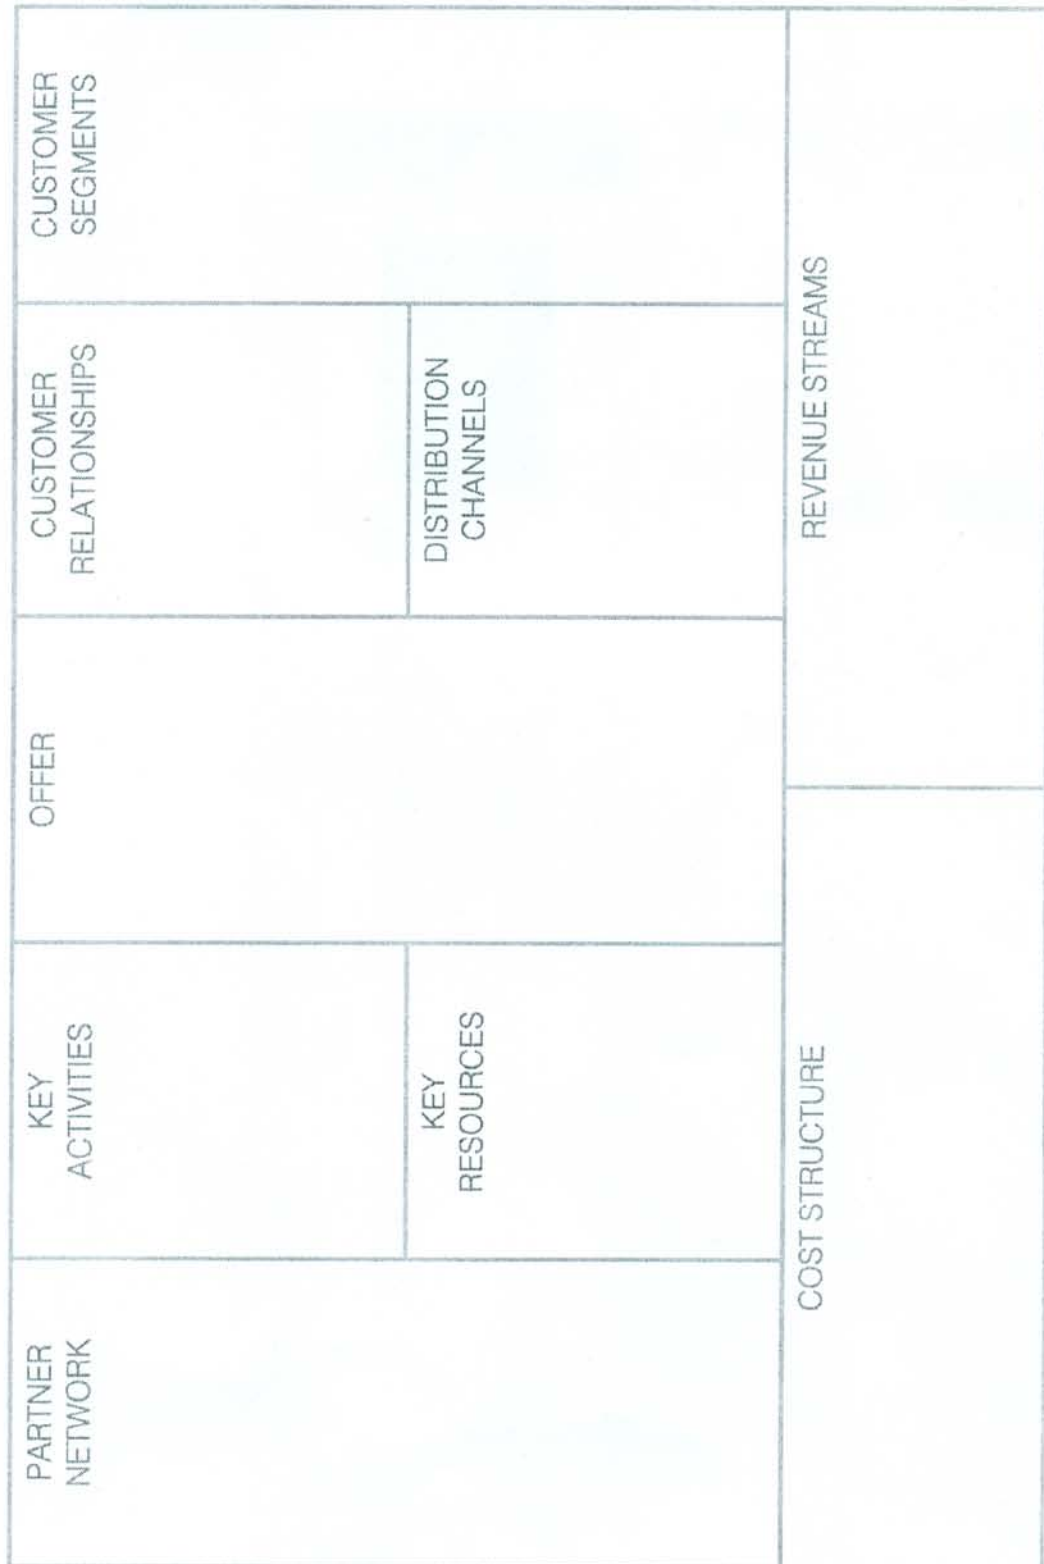 PARTNER
NETWORK
KEY
ACTIVITIES
KEY
RESOURCES
OFFER
CUSTOMER
RELATIONSHIPS
DISTRIBUTION
CHANNELS
CUSTOMER
SEGMENTS
COST STRUCTURE
REVENUE STREAMS